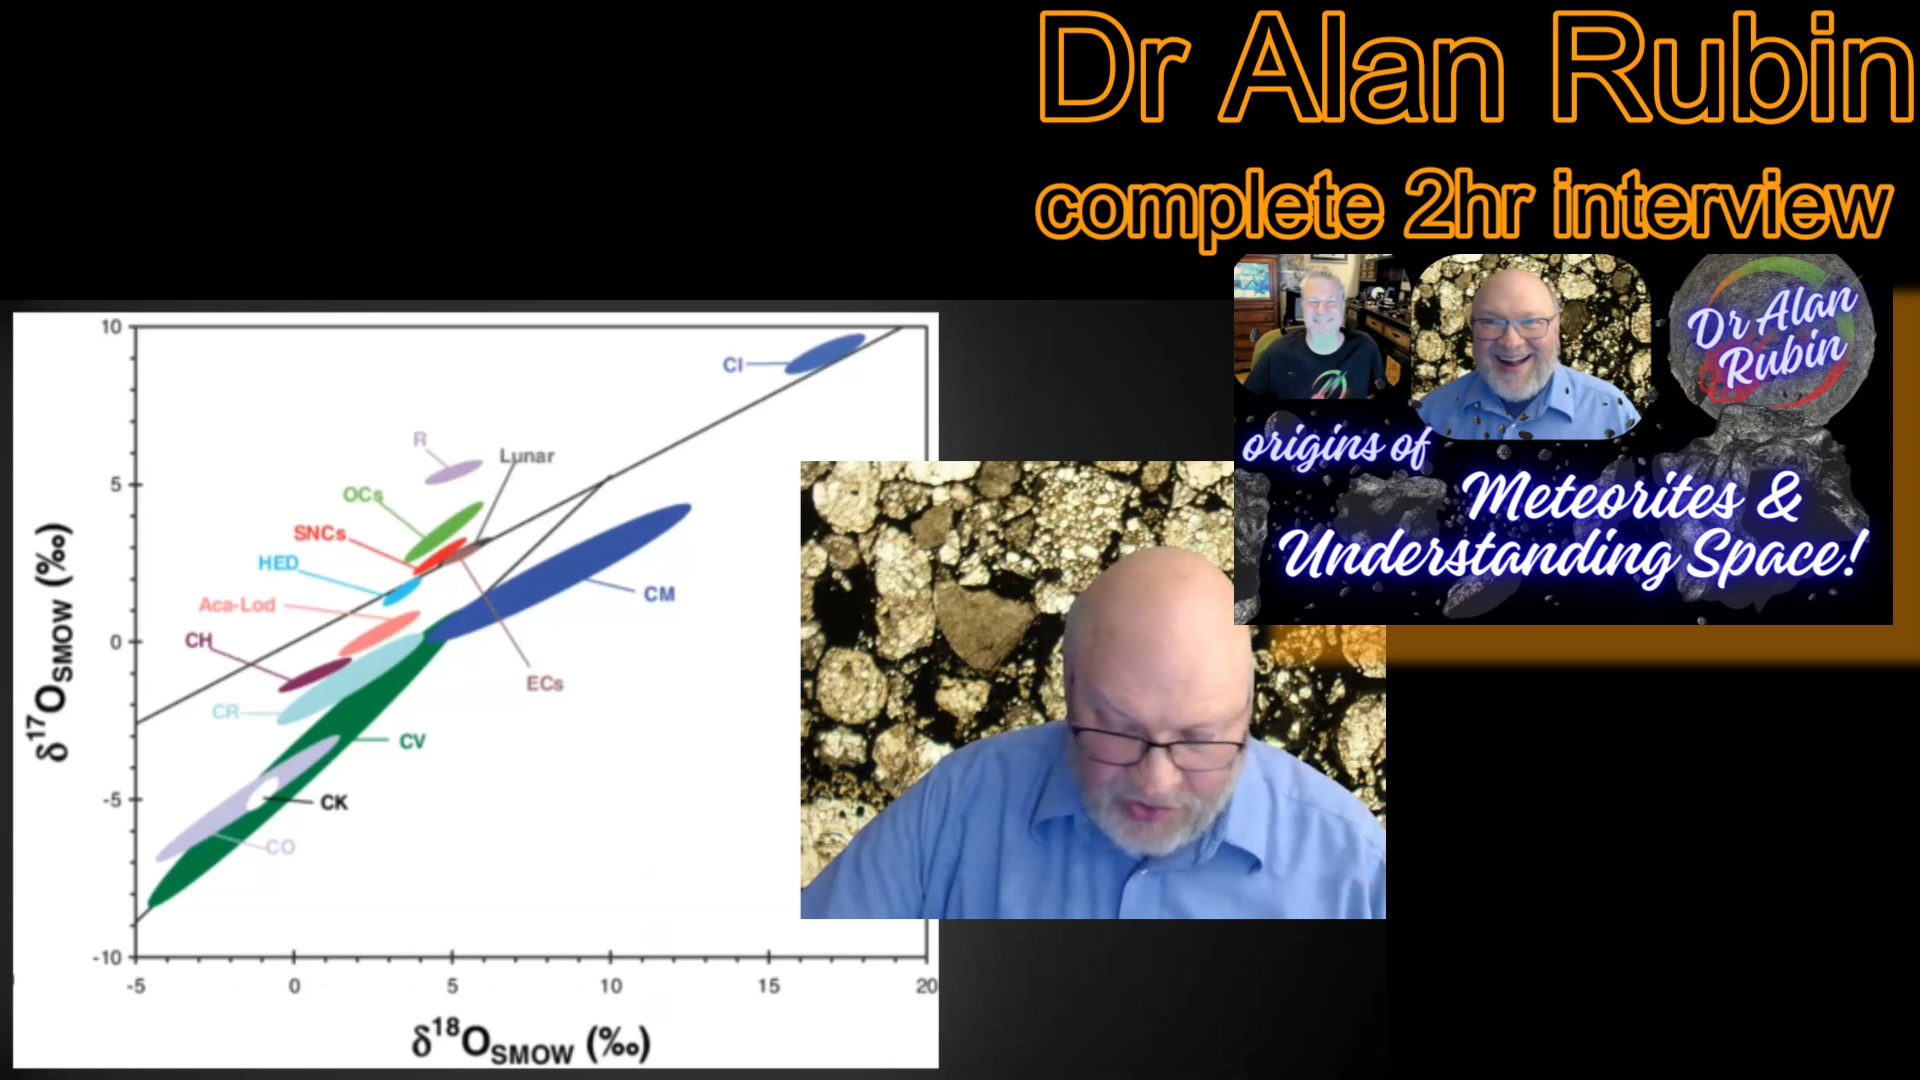 Dr Alan Rubin
complete 2hr interview
Dr Alan
Rubin
origins of
Meteorites &
Understanding Space!
10
CI
R
Lunar
5
OCs
SNCs
HED
Aca-Lod
CM
CH
0
ECs
CR
CV
CK
-5
CO
-10
-5 0 5 10 15 20
δ17OSMOW (‰)
δ18OSMOW (‰)